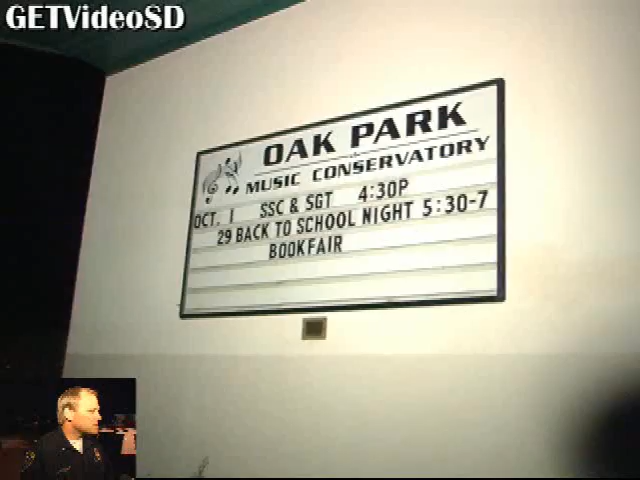 GETVideoSD
OAK PARK
MUSIC CONSERVATORY
OCT. 1 SSC & SGT 4:30P
29 BACK TO SCHOOL NIGHT 5:30-7
BOOKFAIR